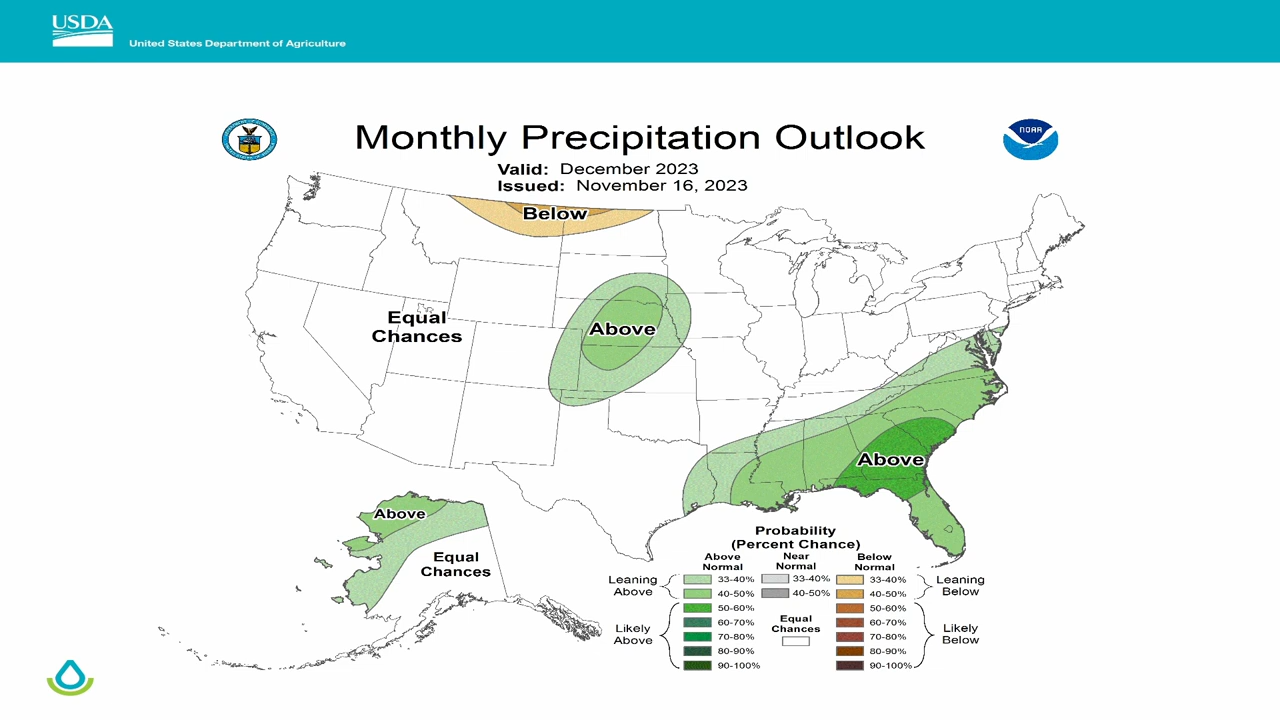 USDA
United States Department of Agriculture
Monthly Precipitation Outlook
NOAA
Valid: December 2023
Issued: November 16, 2023
Below
Equal
Chances
Above
Above
Above
Equal
Chances
Probability
(Percent Chance)
Above
Normal
Near
Normal
Below
Normal
Leaning
Above
33-40%
33-40%
33-40%
Leaning
Below
40-50%
40-50%
40-50%
Likely
Above
50-60%
50-60%
Likely
Below
60-70%
Equal
Chances
60-70%
70-80%
70-80%
80-90%
80-90%
90-100%
90-100%